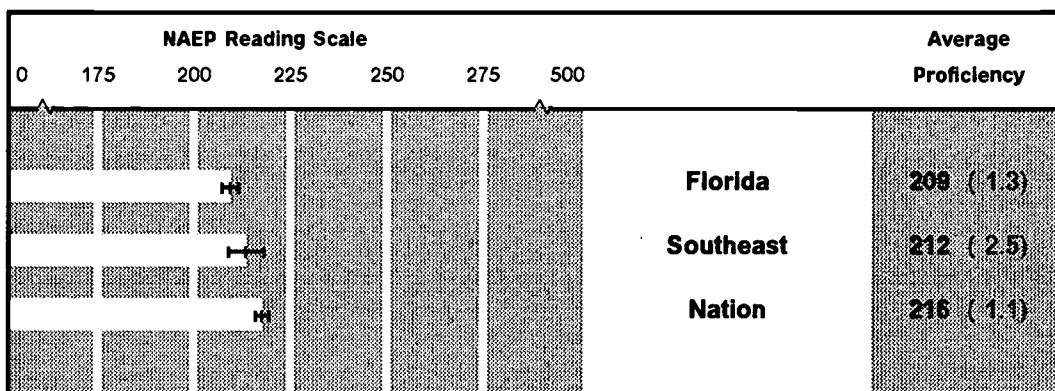 NAEP Reading Scale
Average
0 175 200 225 250 275 500
Proficiency
Florida 209 ( 1.3)
Southeast 212 ( 2.5)
Nation 216 ( 1.1)